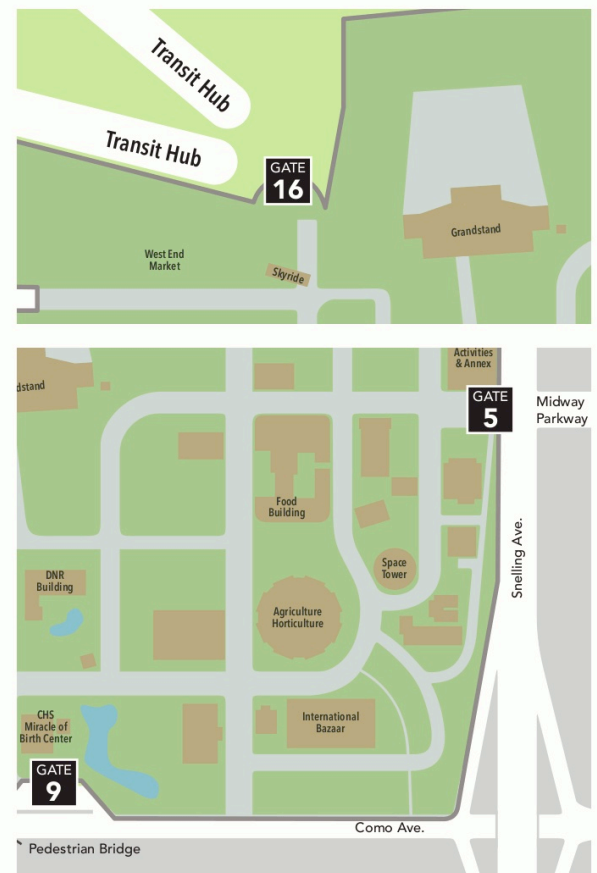 Transit Hub
Transit Hub
GATE
16
Grandstand
West End
Market
Skyride
Activities
& Annex
dstand
GATE
5
Midway
Parkway
Food
Building
Snelling Ave.
Space
Tower
DNR
Building
Agriculture
Horticulture
CHS
Miracle of
Birth Center
International
Bazaar
GATE
9
Como Ave.
Pedestrian Bridge